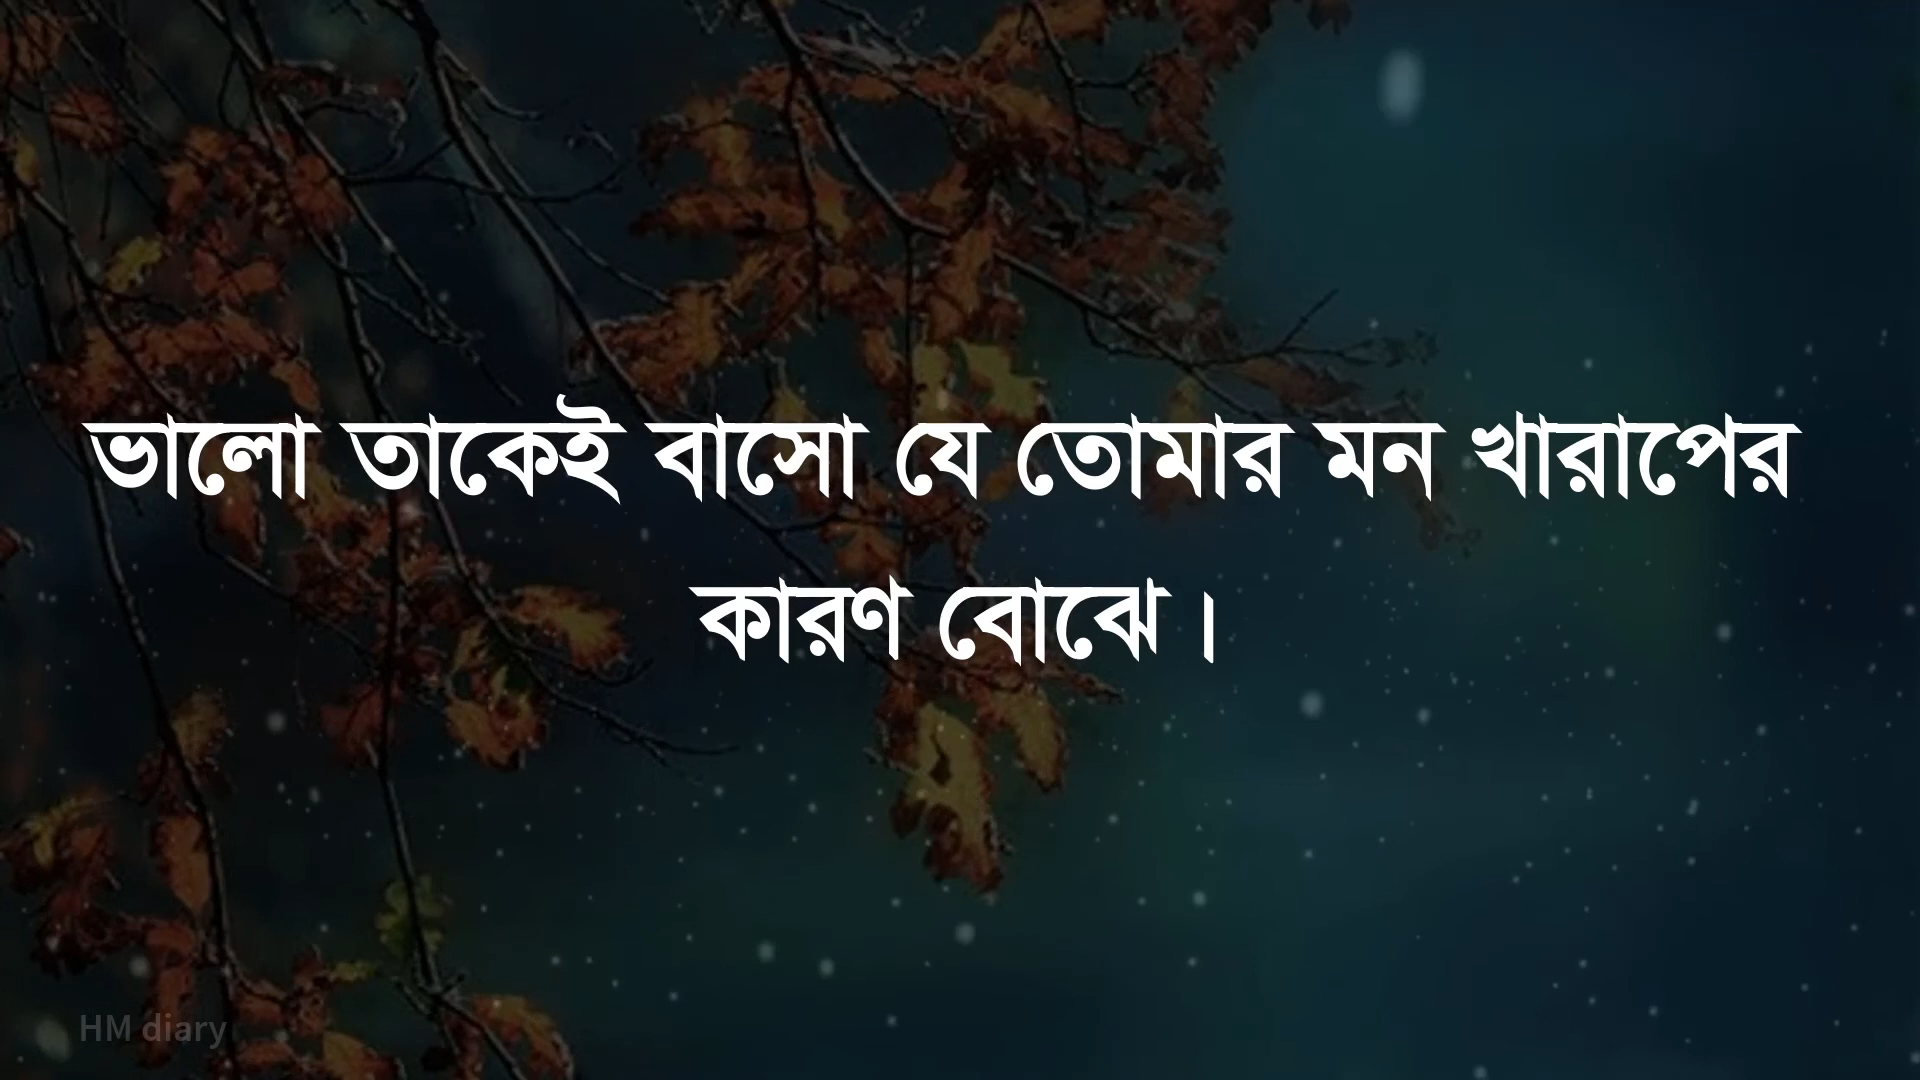 ভালো তাকেই বাসো যে তোমার মন খারাপের
কারণ বোঝে।
HM diary